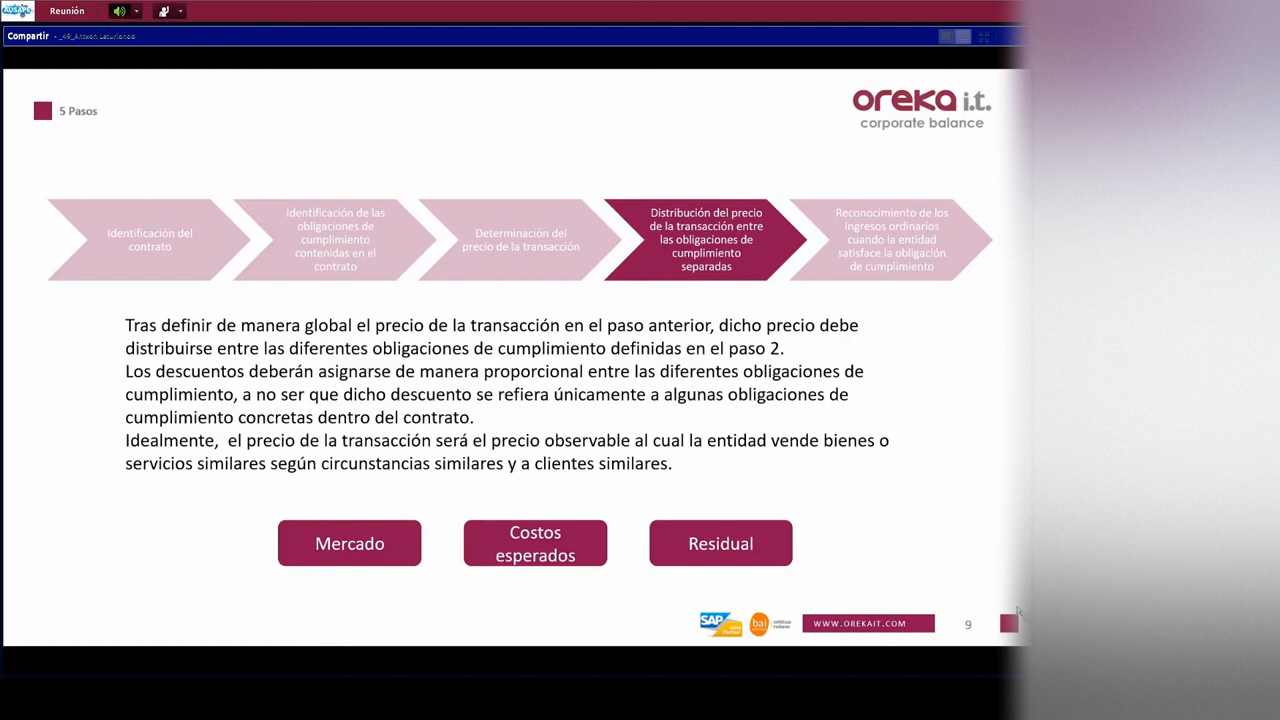 Reunión
Compartir - _49_Antxon Laturiondo
5 Pasos
oreka i.t.
corporate balance
Identificación del
contrato
Identificación de las
obligaciones de
cumplimiento
contenidas en el
contrato
Determinación del
precio de la transacción
Distribución del precio
de la transacción entre
las obligaciones de
cumplimiento
separadas
Reconocimiento de los
ingresos ordinarios
cuando la entidad
satisface la obligación
de cumplimiento
Tras definir de manera global el precio de la transacción en el paso anterior, dicho precio debe
distribuirse entre las diferentes obligaciones de cumplimiento definidas en el paso 2.
Los descuentos deberán asignarse de manera proporcional entre las diferentes obligaciones de
cumplimiento, a no ser que dicho descuento se refiera únicamente a algunas obligaciones de
cumplimiento concretas dentro del contrato.
Idealmente, el precio de la transacción será el precio observable al cual la entidad vende bienes o
servicios similares según circunstancias similares y a clientes similares.
Mercado
Costos
esperados
Residual
SAP
bai
WWW.OREKAIT.COM
9